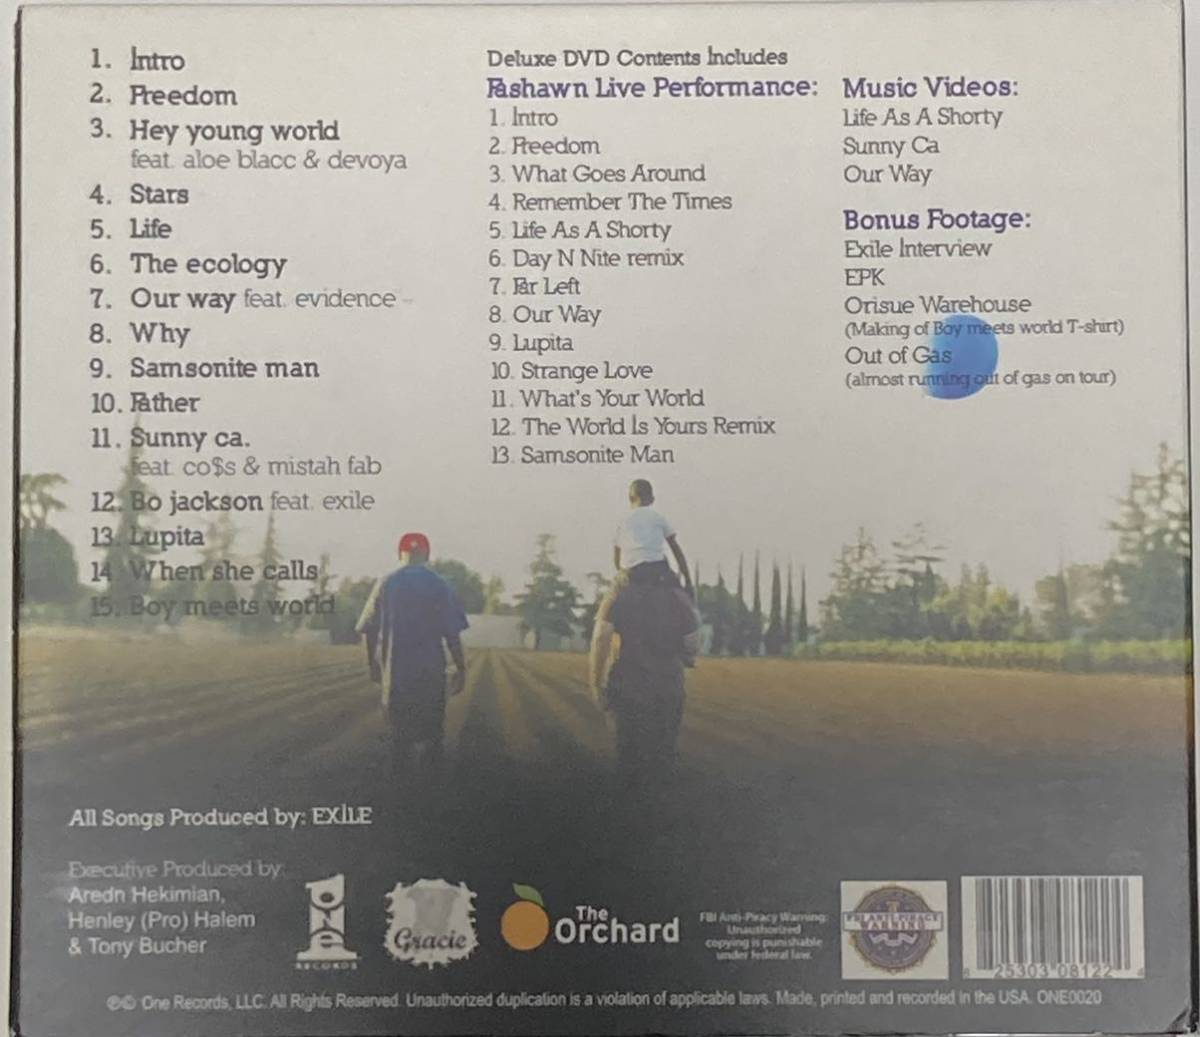 1. Intro
2. Freedom
3. Hey young world
feat. aloe blacc & devoya
4. Stars
5. Life
6. The ecology
7. Our way feat. evidence
8. Why
9. Samsonite man
10. Father
11. Sunny ca.
feat. co$s & mistah fab
12. Bo jackson feat. exile
13. Lupita
14. When she calls
15. Boy meets world
Deluxe DVD Contents Includes
Fashawn Live Performance:
1. Intro
2. Freedom
3. What Goes Around
4. Remember The Times
5. Life As A Shorty
6. Day N Nite remix
7. Far Left
8. Our Way
9. Lupita
10. Strange Love
11. What's Your World
12. The World Is Yours Remix
13. Samsonite Man
Music Videos:
Life As A Shorty
Sunny Ca
Our Way
Bonus Footage:
Exile Interview
EPK
Orisue Warehouse
(Making of Boy meets world T-shirt)
Out of Gas
(almost running out of gas on tour)
All Songs Produced by: EXILE
Executive Produced by:
Aredn Hekimian,
Henley (Pro) Halem
& Tony Bucher
one
RECORDS
Gracie
The
Orchard
FBI Anti-Piracy Warning:
Unauthorized
copying is punishable
under federal law.
FBI ANTI-PIRACY
WARNING
8 25303 08122 4
℗© One Records, LLC. All Rights Reserved. Unauthorized duplication is a violation of applicable laws. Made, printed and recorded in the USA. ONE0020